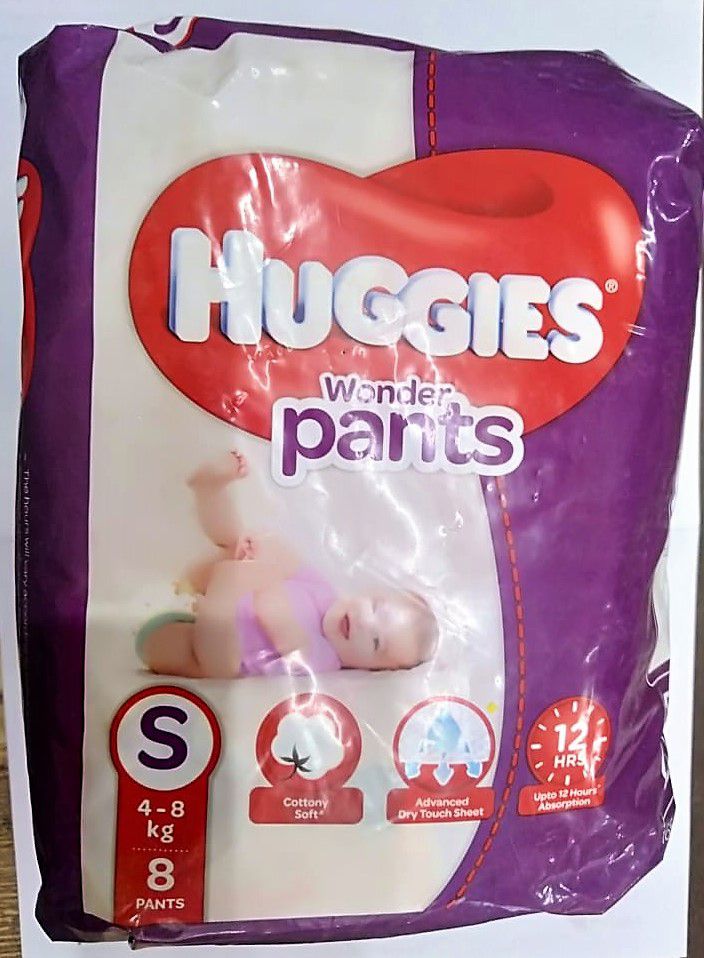 S
HUGGIES®
Wonder
pants
S
4-8
kg
8
PANTS
Cottony
Soft*
Advanced
Dry Touch Sheet
12
HRS
Upto 12 Hours~
Absorption